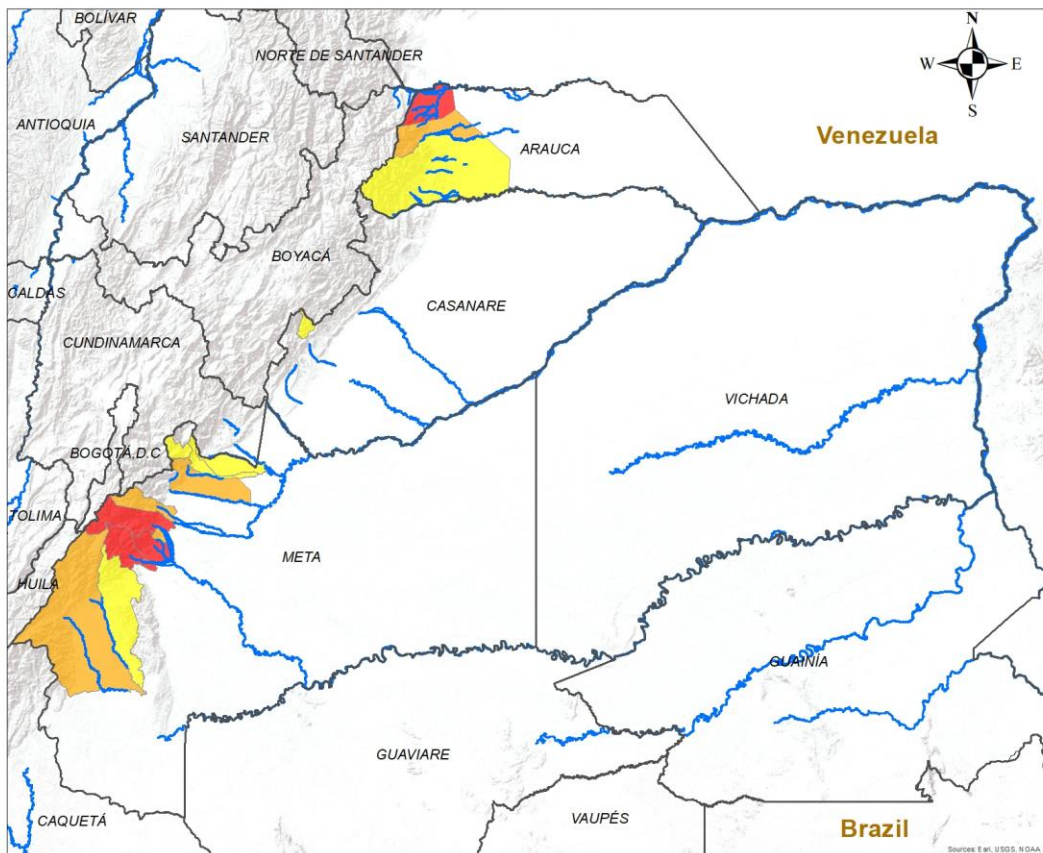 BOLÍVAR
NORTE DE SANTANDER
N
W
E
S
ANTIOQUIA
SANTANDER
ARAUCA
Venezuela
BOYACÁ
CALDAS
CASANARE
CUNDINAMARCA
VICHADA
BOGOTÁ,D.C
TOLIMA
META
HUILA
GUAINÍA
GUAVIARE
CAQUETÁ
VAUPÉS
Brazil
Sources: Esri, USGS, NOAA